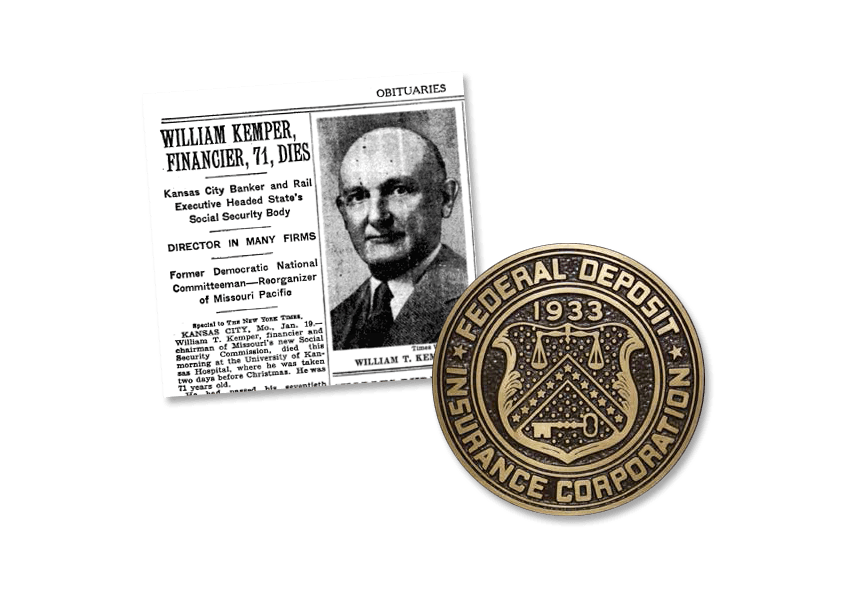 OBITUARIES
WILLIAM KEMPER,
FINANCIER, 71, DIES
Kansas City Banker and Rail
Executive Headed State's
Social Security Body
DIRECTOR IN MANY FIRMS
Former Democratic National
Committeeman—Reorganizer
of Missouri Pacific
Special to THE NEW YORK TIMES.
KANSAS CITY, Mo., Jan. 19.—
William T. Kemper, financier and
chairman of Missouri's new Social
Security Commission, died this
morning at the University of Kan-
sas Hospital, where he was taken
two days before Christmas. He was
71 years old.
He had passed his seventieth
Times
WILLIAM T. KEM
FEDERAL DEPOSIT
1933
INSURANCE CORPORATION